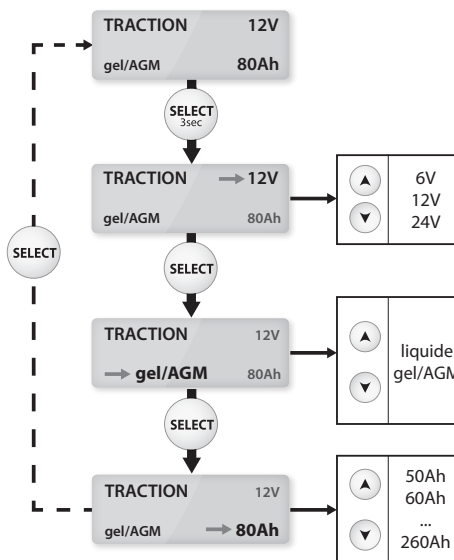 TRACTION 12V
gel/AGM 80Ah
SELECT
3sec
TRACTION 12V
gel/AGM 80Ah
6V
12V
24V
SELECT
SELECT
TRACTION 12V
gel/AGM 80Ah
liquide
gel/AGM
SELECT
TRACTION 12V
gel/AGM 80Ah
50Ah
60Ah
...
260Ah